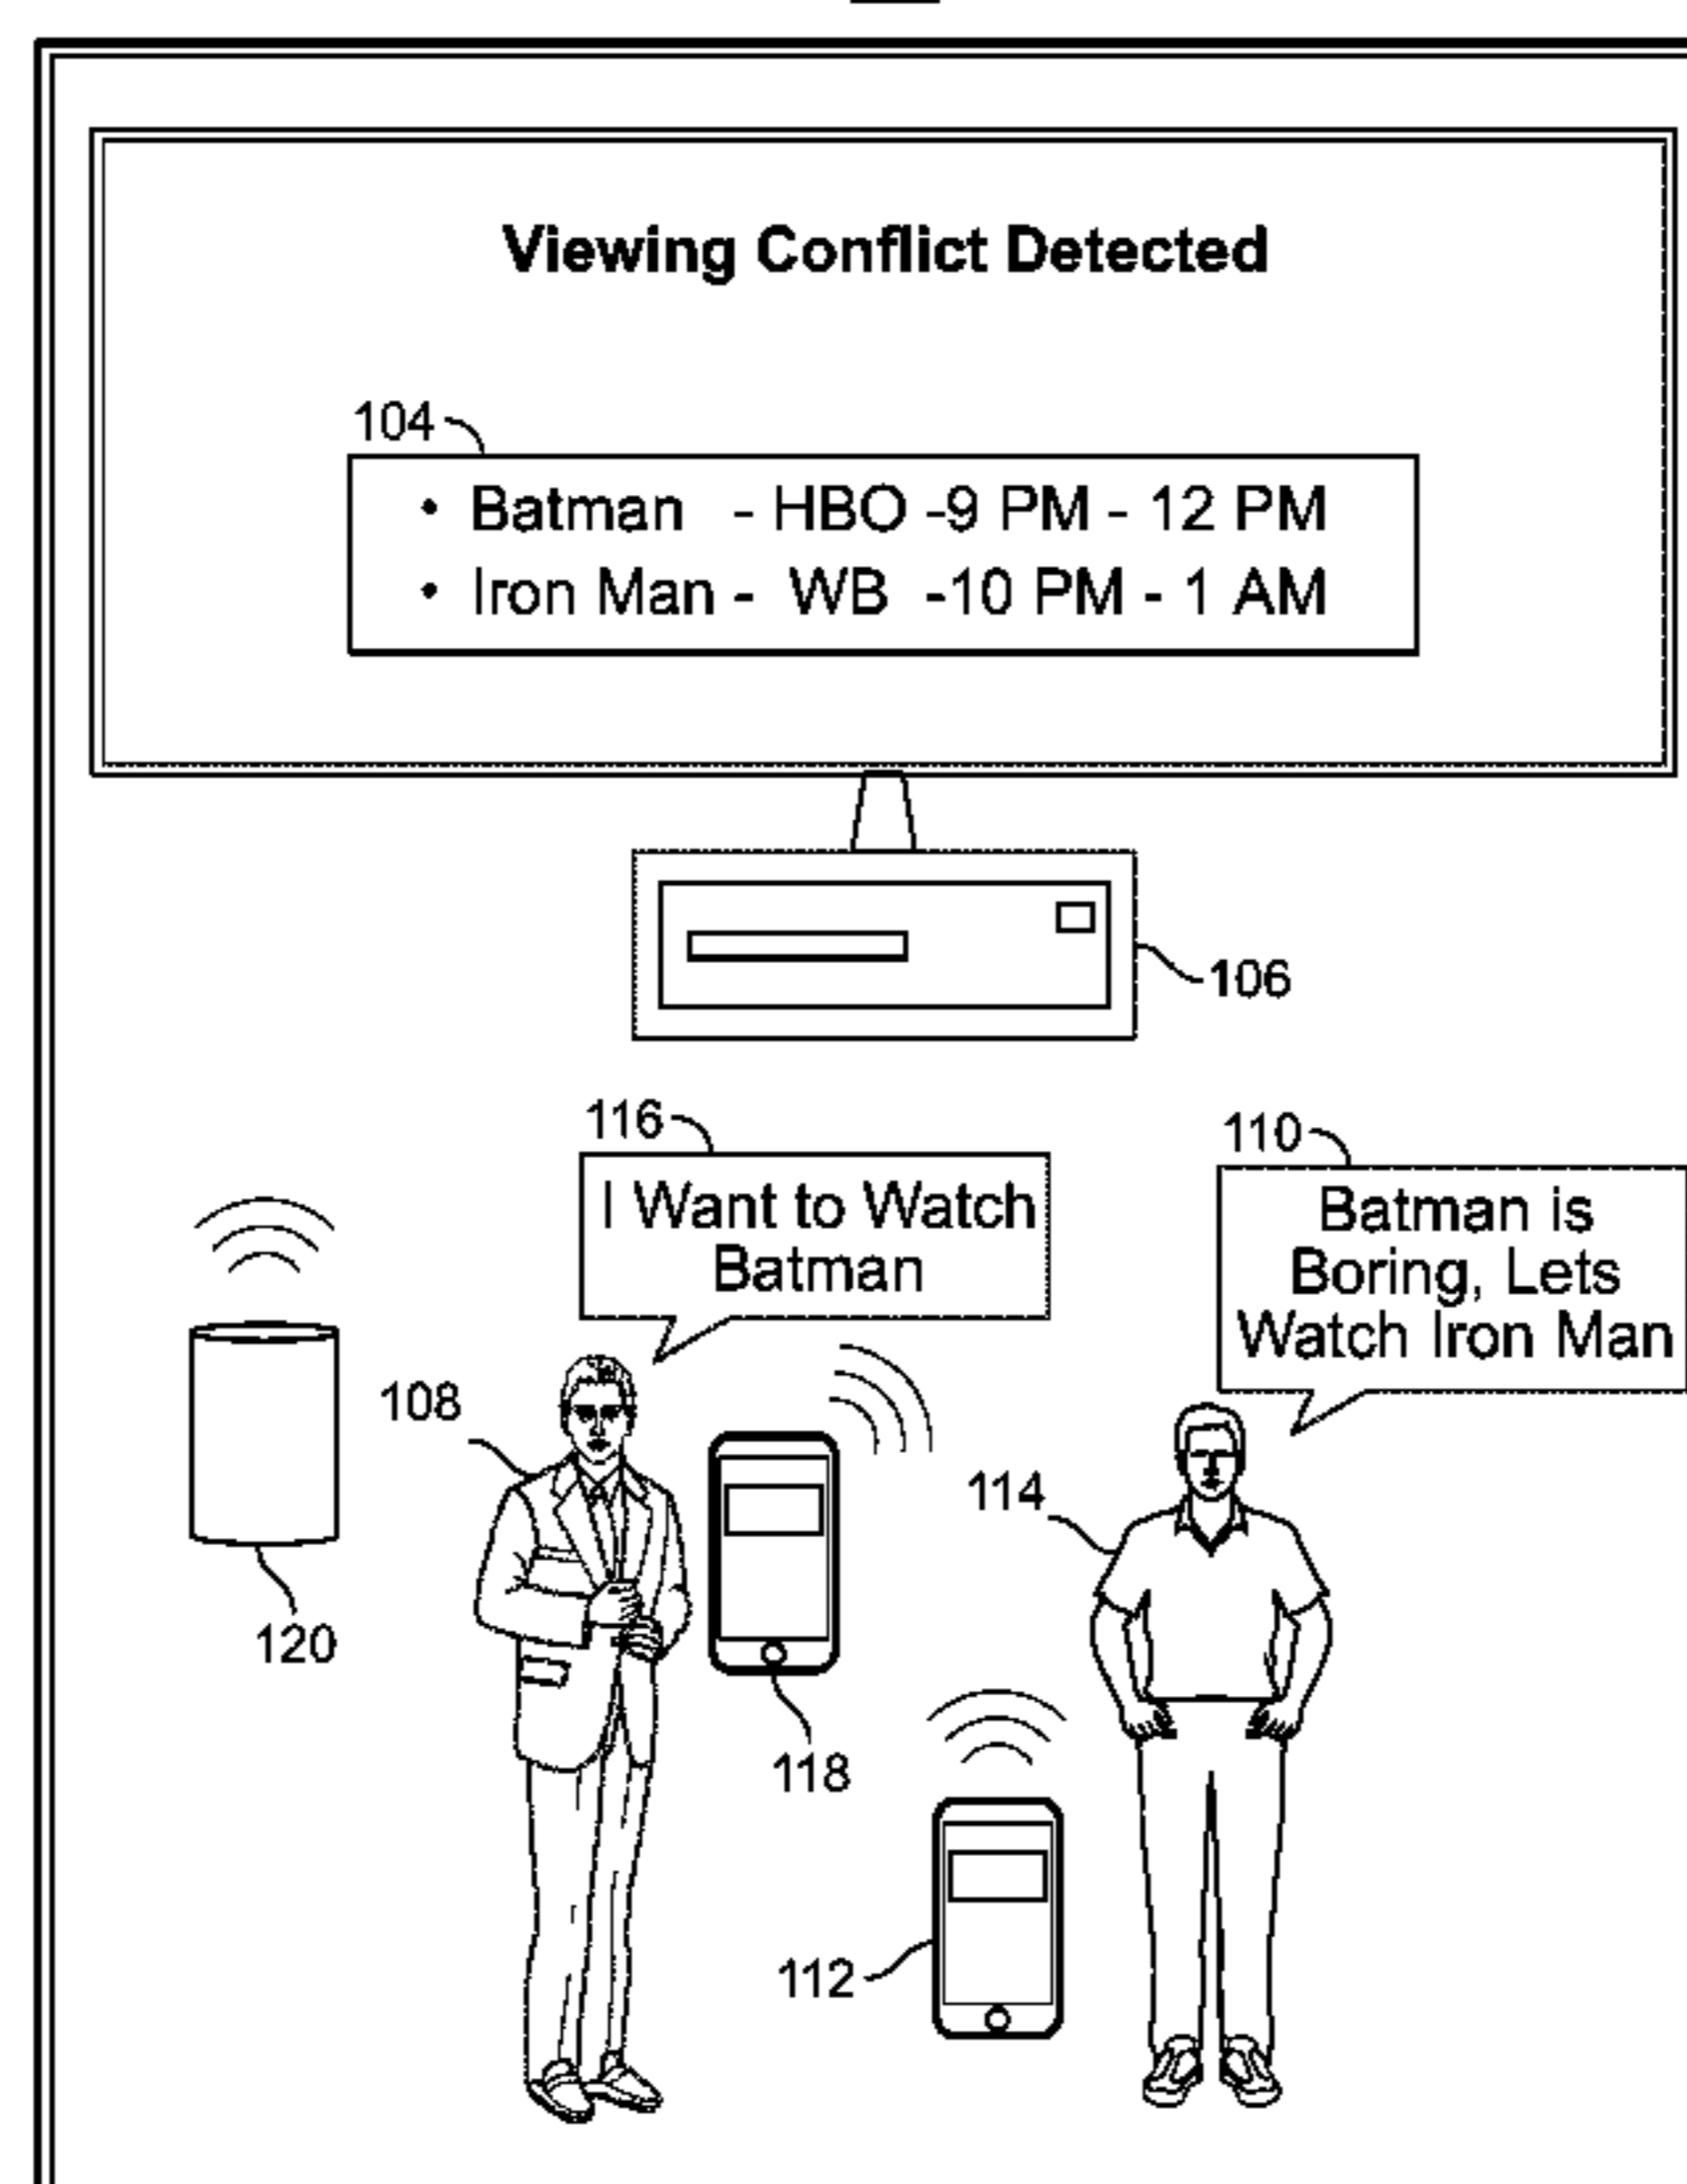 Viewing Conflict Detected
104
• Batman - HBO -9 PM - 12 PM
• Iron Man - WB -10 PM - 1 AM
106
116
110
I Want to Watch
Batman
Batman is
Boring, Lets
Watch Iron Man
108
114
120
118
112